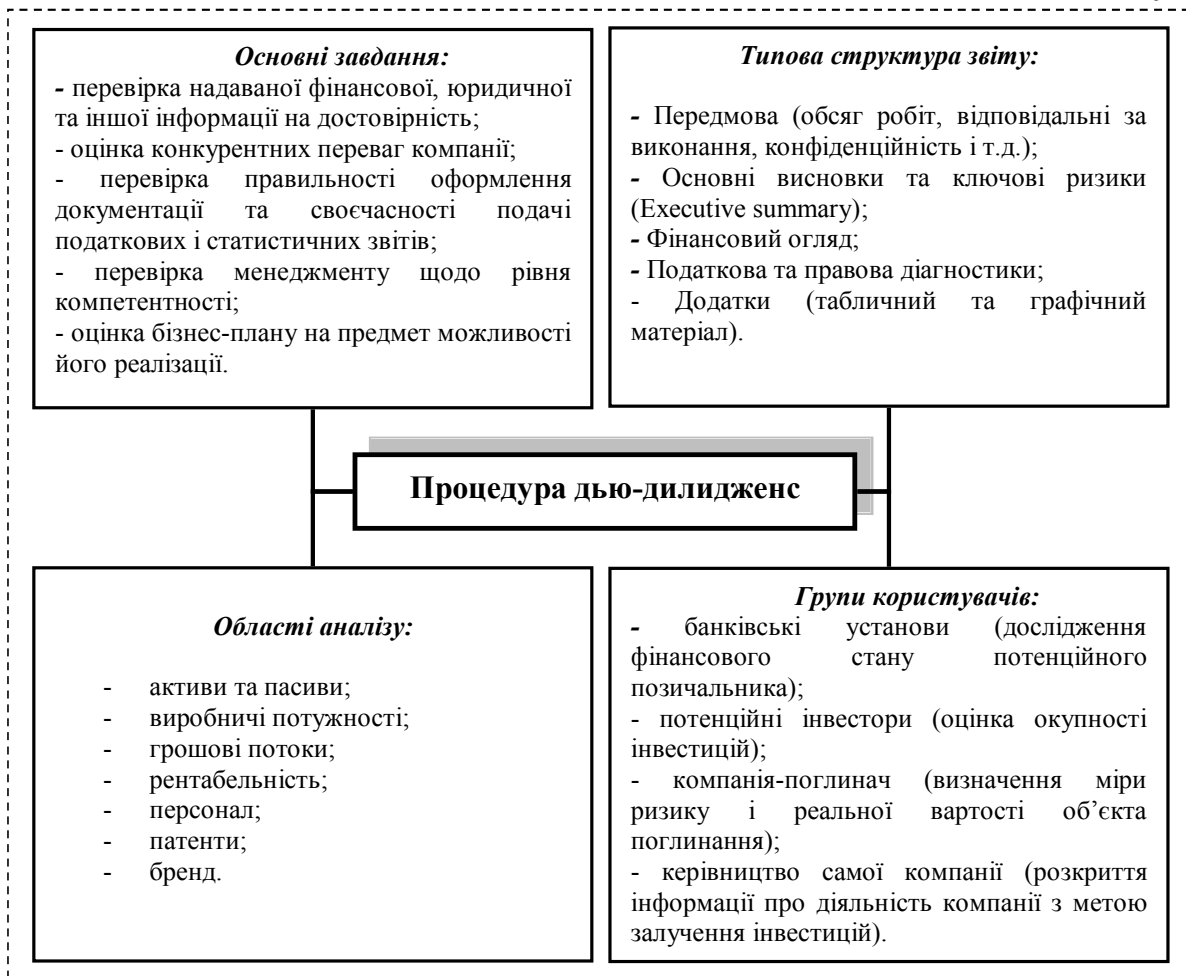 Основні завдання:
- перевірка надаваної фінансової, юридичної
та іншої інформації на достовірність;
- оцінка конкурентних переваг компанії;
- перевірка правильності оформлення
документації та своєчасності подачі
податкових і статистичних звітів;
- перевірка менеджменту щодо рівня
компетентності;
- оцінка бізнес-плану на предмет можливості
його реалізації.
Типова структура звіту:
- Передмова (обсяг робіт, відповідальні за
виконання, конфіденційність і т.д.);
- Основні висновки та ключові ризики
(Executive summary);
- Фінансовий огляд;
- Податкова та правова діагностики;
- Додатки (табличний та графічний
матеріал).
Процедура дью-дилидженс
Області аналізу:
- активи та пасиви;
- виробничі потужності;
- грошові потоки;
- рентабельність;
- персонал;
- патенти;
- бренд.
Групи користувачів:
- банківські установи (дослідження
фінансового стану потенційного
позичальника);
- потенційні інвестори (оцінка окупності
інвестицій);
- компанія-поглинач (визначення міри
ризику і реальної вартості об’єкта
поглинання);
- керівництво самої компанії (розкриття
інформації про діяльність компанії з метою
залучення інвестицій).